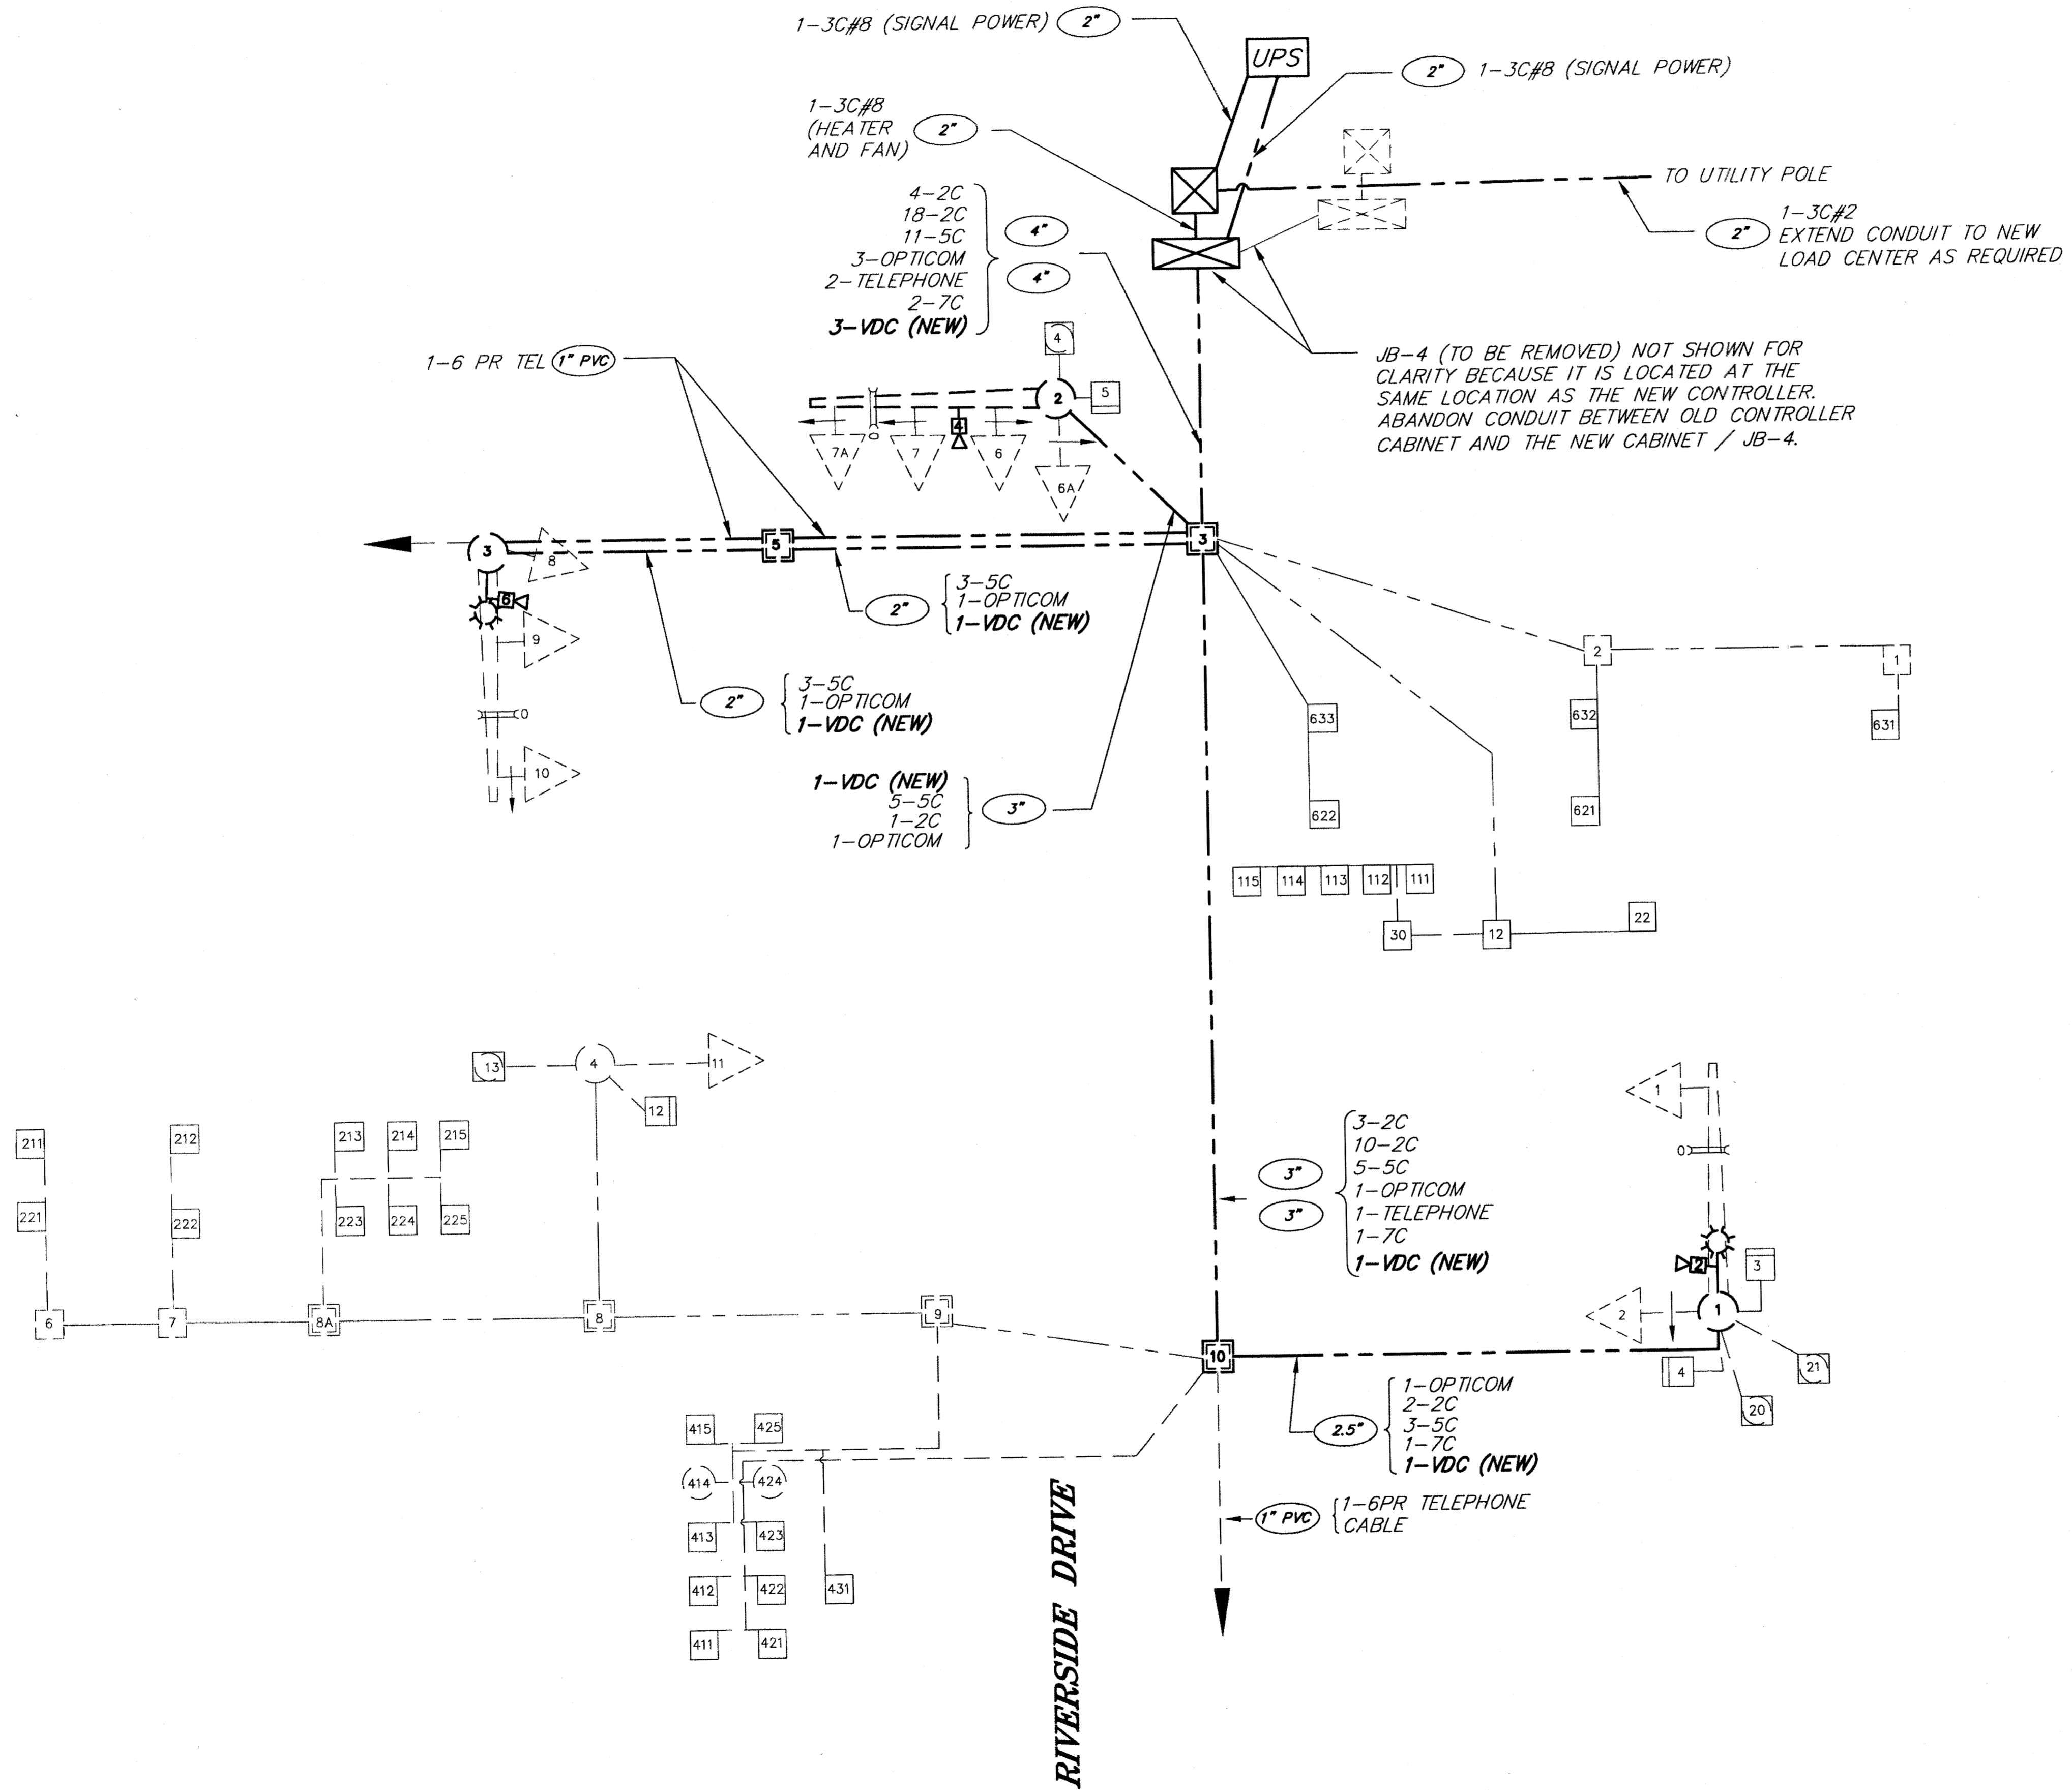 1-3C#8 (SIGNAL POWER) 2"
UPS
2" 1-3C#8 (SIGNAL POWER)
1-3C#8
(HEATER
AND FAN)
2"
TO UTILITY POLE
1-3C#2
2" EXTEND CONDUIT TO NEW
LOAD CENTER AS REQUIRED
4-2C
18-2C
11-5C
3-OPTICOM
2-TELEPHONE
2-7C
3-VDC (NEW)
4"
4"
JB-4 (TO BE REMOVED) NOT SHOWN FOR
CLARITY BECAUSE IT IS LOCATED AT THE
SAME LOCATION AS THE NEW CONTROLLER.
ABANDON CONDUIT BETWEEN OLD CONTROLLER
CABINET AND THE NEW CABINET / JB-4.
1-6 PR TEL 1" PVC
4
2
5
4
7A
7
6
6A
3
8
5
3
6
9
10
2"
3-5C
1-OPTICOM
1-VDC (NEW)
2"
3-5C
1-OPTICOM
1-VDC (NEW)
1-VDC (NEW)
5-5C
1-2C
1-OPTICOM
3"
2
1
633
632
631
622
621
115
114
113
112
111
30
12
22
13
4
11
12
211
212
213
214
215
221
222
223
224
225
6
7
8A
8
9
10
3"
3"
3-2C
10-2C
5-5C
1-OPTICOM
1-TELEPHONE
1-7C
1-VDC (NEW)
1
2
3
2
1
4
21
20
2.5"
1-OPTICOM
2-2C
3-5C
1-7C
1-VDC (NEW)
1" PVC
1-6PR TELEPHONE
CABLE
415
425
414
424
413
423
412
422
431
411
421
RIVERSIDE DRIVE